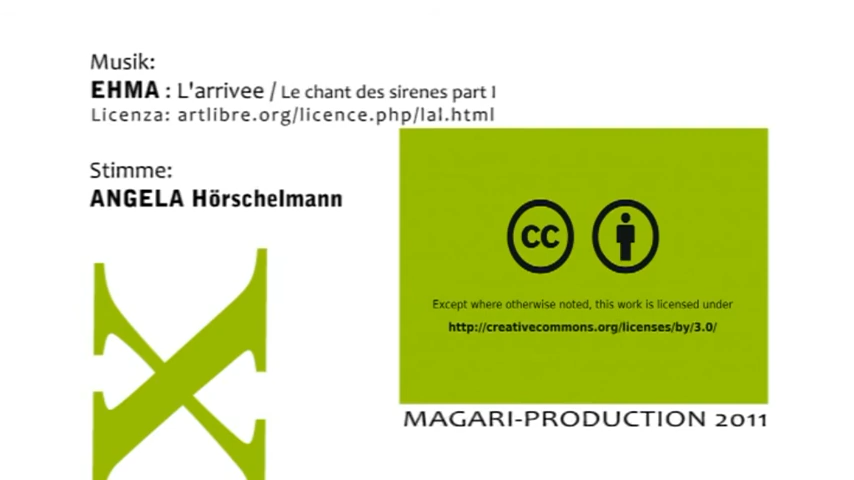 Musik:
EHMA : L'arrivee / Le chant des sirenes part I
Licenza: artlibre.org/licence.php/lal.html
Stimme:
ANGELA Hörschelmann
X
CC
Except where otherwise noted, this work is licensed under
http://creativecommons.org/licenses/by/3.0/
MAGARI-PRODUCTION 2011